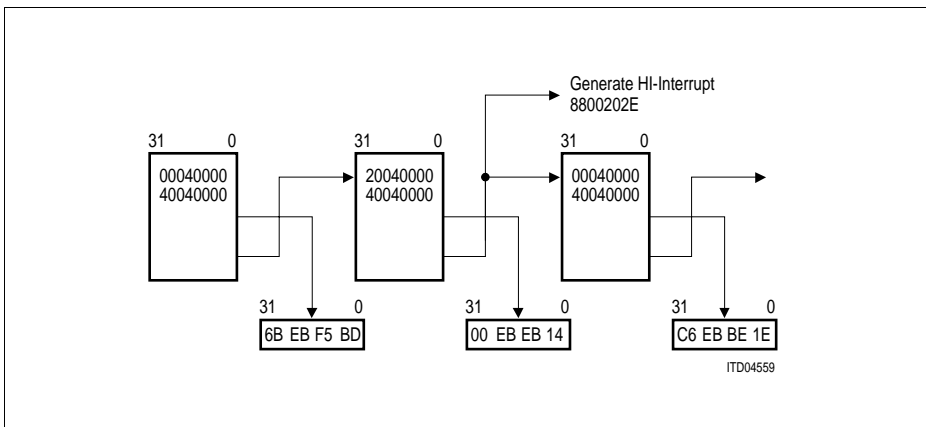 Generate HI-Interrupt
8800202E
31 0
31 0
31 0
00040000
40040000
20040000
40040000
00040000
40040000
31 0
31 0
31 0
6B EB F5 BD
00 EB EB 14
C6 EB BE 1E
ITD04559